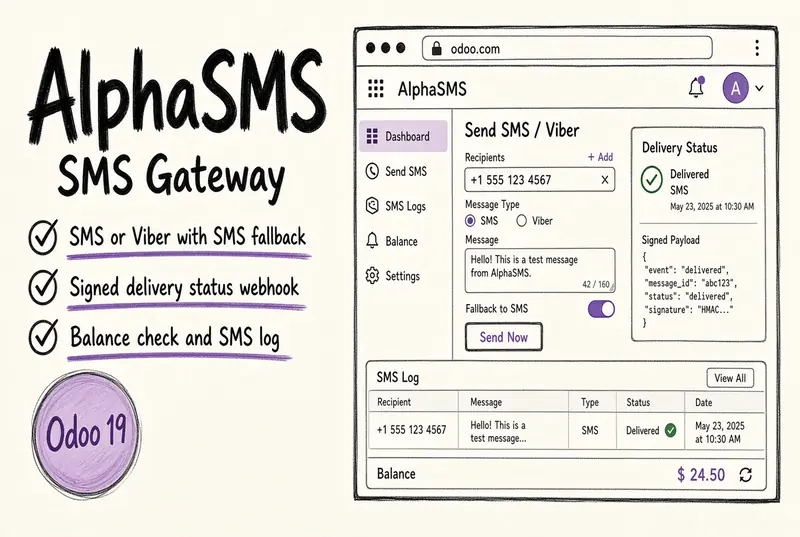 AlphaSMS
SMS Gateway
SMS or Viber with SMS fallback
Signed delivery status webhook
Balance check and SMS log
Odoo 19
odoo.com
AlphaSMS
A
Dashboard
Send SMS
SMS Logs
Balance
Settings
Send SMS / Viber
Recipients
+ Add
+1 555 123 4567 X
Message Type
SMS Viber
Message
Hello! This is a test message
from AlphaSMS.
42 / 160
Fallback to SMS
Send Now
Delivery Status
Delivered
SMS
May 23, 2025 at 10:30 AM
Signed Payload
{
"event": "delivered",
"message_id": "abc123",
"status": "delivered",
"signature": "HMAC..."
}
SMS Log
View All
Recipient Message Type Status Date
+1 555 123 4567 Hello! This is a test message... SMS Delivered May 23, 2025 at 10:30 AM
Balance
$ 24.50